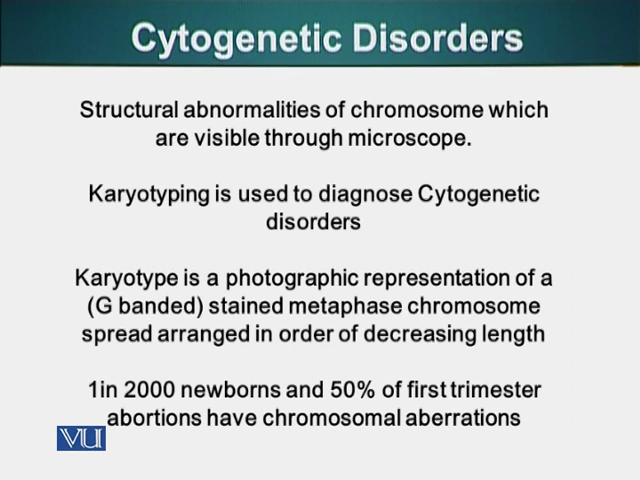 Cytogenetic Disorders
Structural abnormalities of chromosome which
are visible through microscope.
Karyotyping is used to diagnose Cytogenetic
disorders
Karyotype is a photographic representation of a
(G banded) stained metaphase chromosome
spread arranged in order of decreasing length
1in 2000 newborns and 50% of first trimester
abortions have chromosomal aberrations
VU